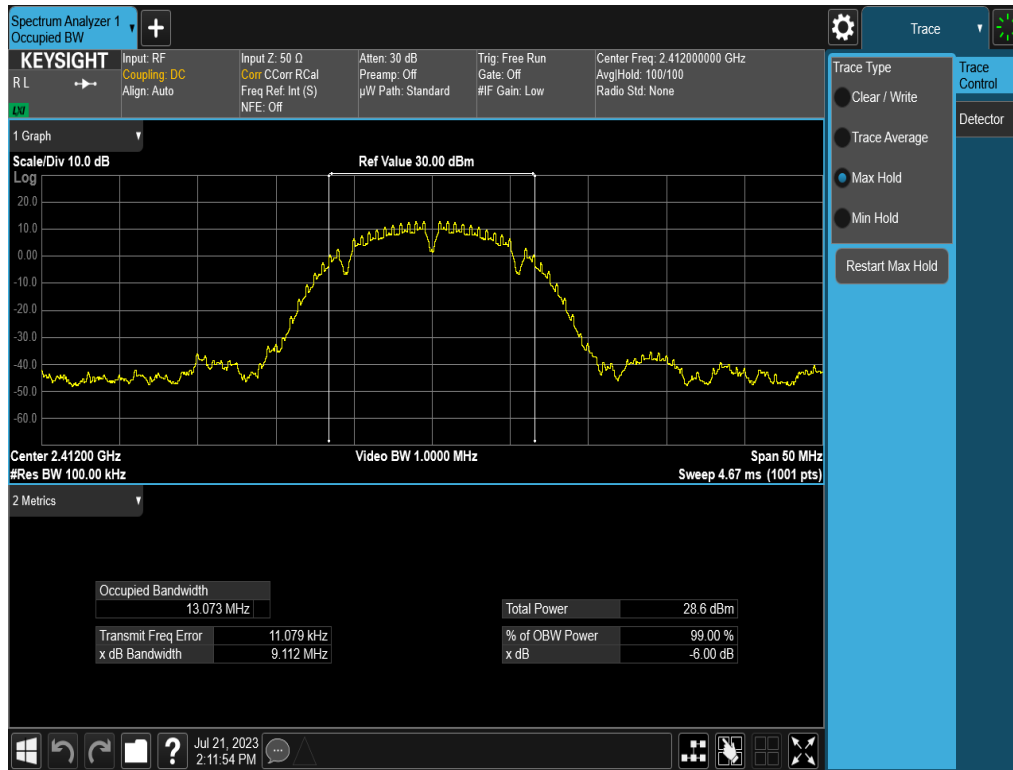 Spectrum Analyzer 1
Occupied BW
+
Trace
KEYSIGHT
R L
LXI
Input: RF
Coupling: DC
Align: Auto
Input Z: 50 Ω
Corr CCorr RCal
Freq Ref: Int (S)
NFE: Off
Atten: 30 dB
Preamp: Off
µW Path: Standard
Trig: Free Run
Gate: Off
#IF Gain: Low
Center Freq: 2.412000000 GHz
Avg|Hold: 100/100
Radio Std: None
Trace Type
Clear / Write
Trace Average
Max Hold
Min Hold
Restart Max Hold
Trace
Control
Detector
1 Graph
Scale/Div 10.0 dB
Ref Value 30.00 dBm
Log
20.0
10.0
0.00
-10.0
-20.0
-30.0
-40.0
-50.0
-60.0
Center 2.41200 GHz
Video BW 1.0000 MHz
Span 50 MHz
#Res BW 100.00 kHz
Sweep 4.67 ms (1001 pts)
2 Metrics
Occupied Bandwidth
13.073 MHz
Total Power 28.6 dBm
Transmit Freq Error 11.079 kHz
% of OBW Power 99.00 %
x dB Bandwidth 9.112 MHz
x dB -6.00 dB
?
Jul 21, 2023
2:11:54 PM